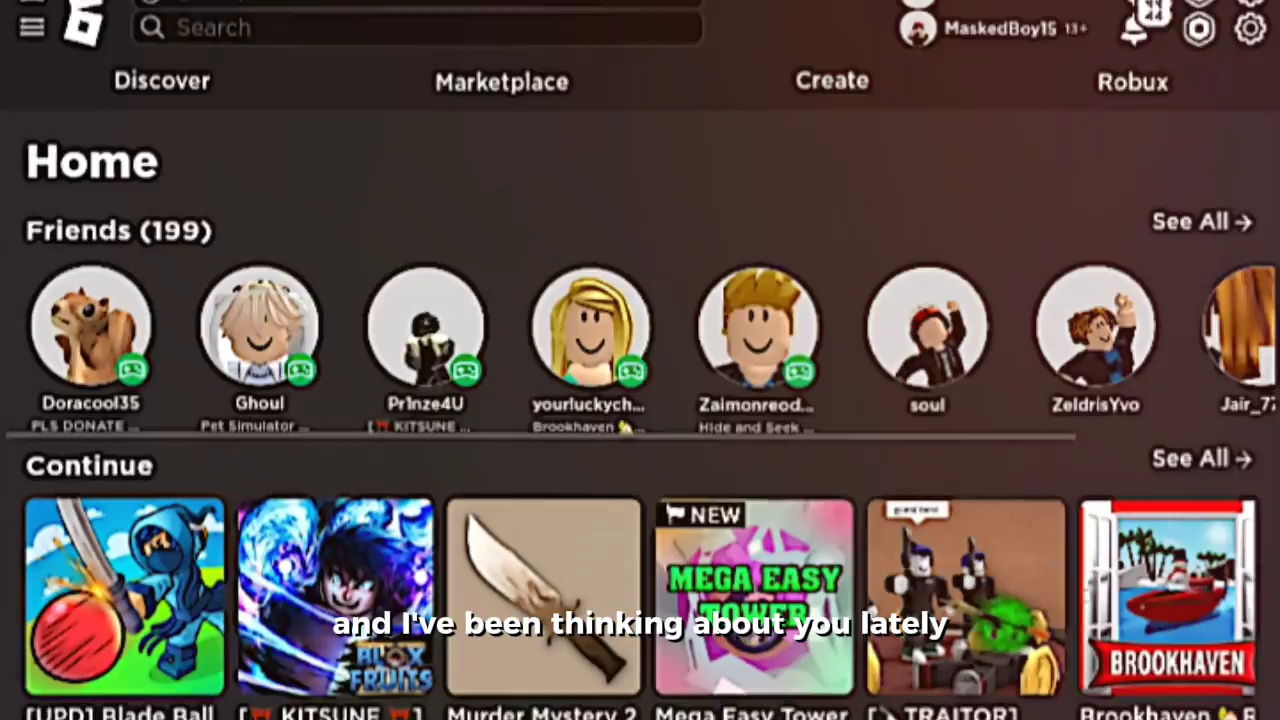 Search
MaskedBoy15 13+
Discover Marketplace Create Robux
Home
Friends (199) See All →
Doracool35 Ghoul Pr1nze4U yourluckych... Zaimonreod... soul ZeldrisYvo Jair_77
PLS DONATE ... Pet Simulator ... [⛩️ KITSUNE ... Brookhaven 🏡... Hide and Seek ...
Continue See All →
NEW
MEGA EASY
TOWER
BLOX
FRUITS
BROOKHAVEN
and I've been thinking about you lately
[UPD] Blade Ball [⛩️ KITSUNE ⛩️] Murder Mystery 2 Mega Easy Tower [🔪 TRAITOR] Brookhaven 🏡 R